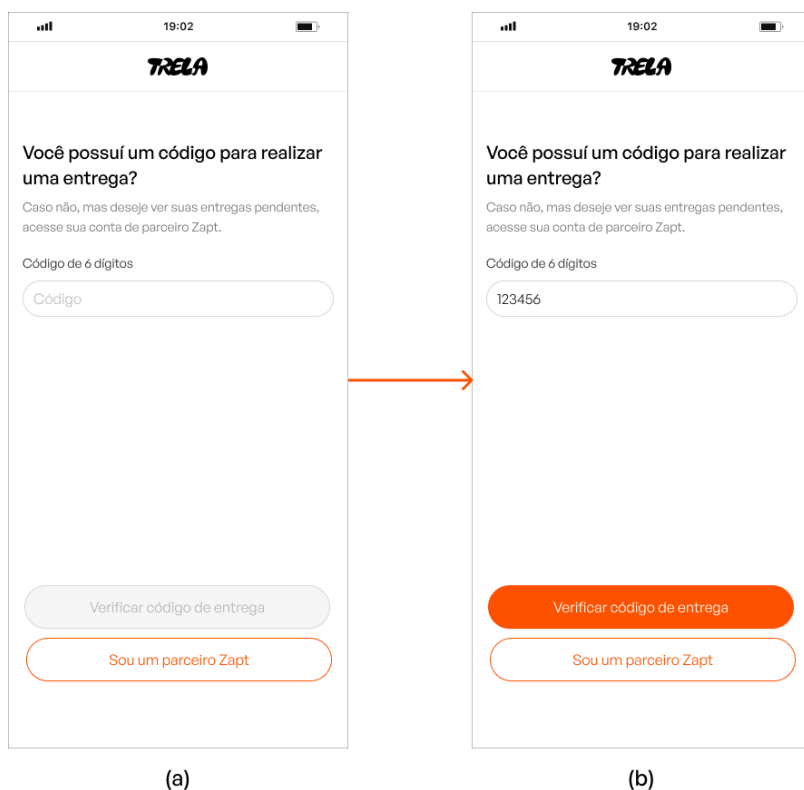 19:02
TRELA
Você possuí um código para realizar
uma entrega?
Caso não, mas deseje ver suas entregas pendentes,
acesse sua conta de parceiro Zapt.
Código de 6 dígitos
Código
Verificar código de entrega
Sou um parceiro Zapt
(a)
19:02
TRELA
Você possuí um código para realizar
uma entrega?
Caso não, mas deseje ver suas entregas pendentes,
acesse sua conta de parceiro Zapt.
Código de 6 dígitos
123456
Verificar código de entrega
Sou um parceiro Zapt
(b)